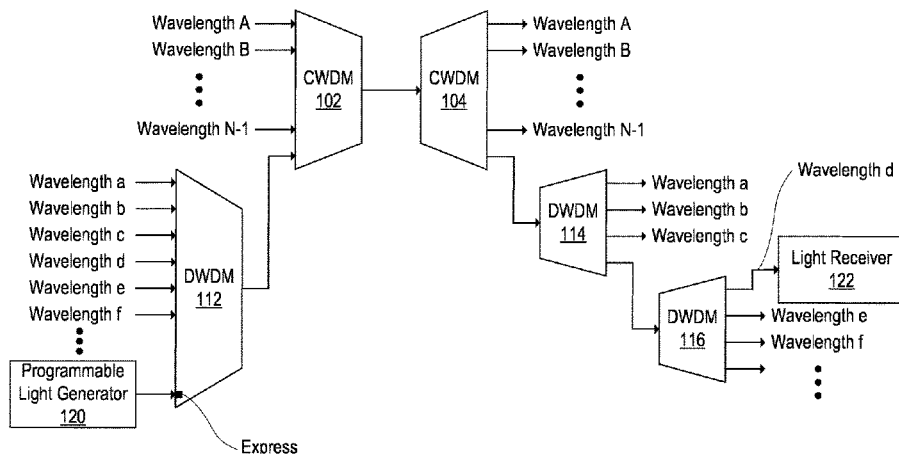 Wavelength A
Wavelength B
Wavelength N-1
CWDM
102
CWDM
104
Wavelength A
Wavelength B
Wavelength N-1
Wavelength a
Wavelength b
Wavelength c
Wavelength d
Wavelength e
Wavelength f
DWDM
112
Programmable
Light Generator
120
Express
DWDM
114
Wavelength a
Wavelength b
Wavelength c
Wavelength d
Light Receiver
122
DWDM
116
Wavelength e
Wavelength f